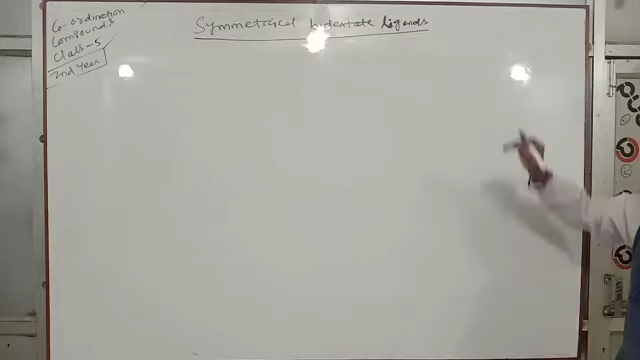 Co-ordination
Compounds
Class-5
2nd Year
Symmetrical bidentate ligands